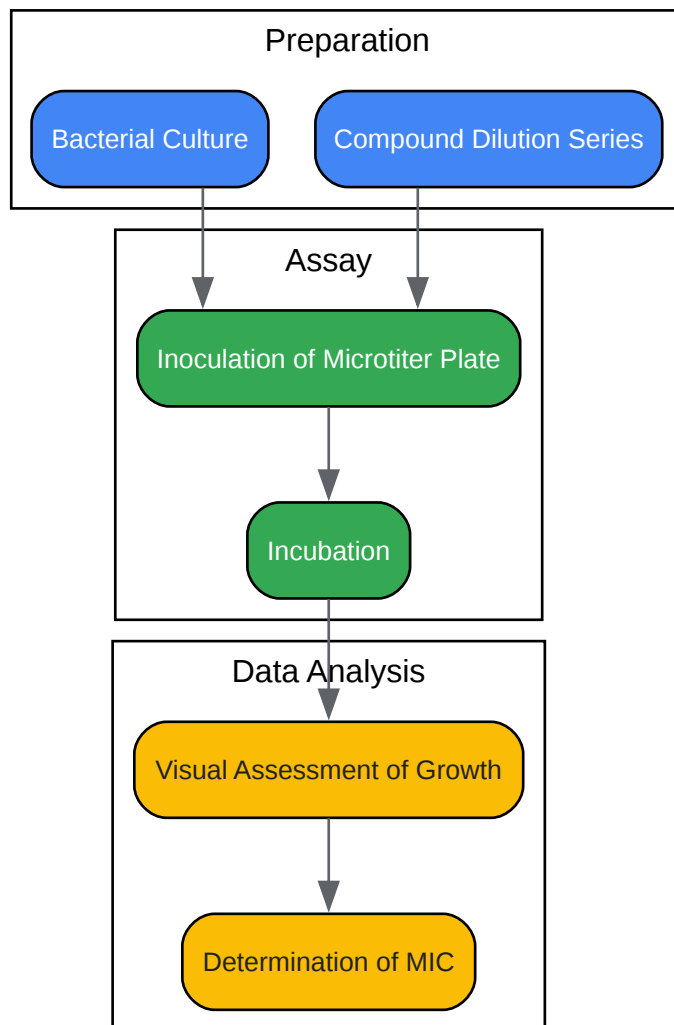 Preparation
Bacterial Culture
Compound Dilution Series
Assay
Inoculation of Microtiter Plate
Incubation
Data Analysis
Visual Assessment of Growth
Determination of MIC